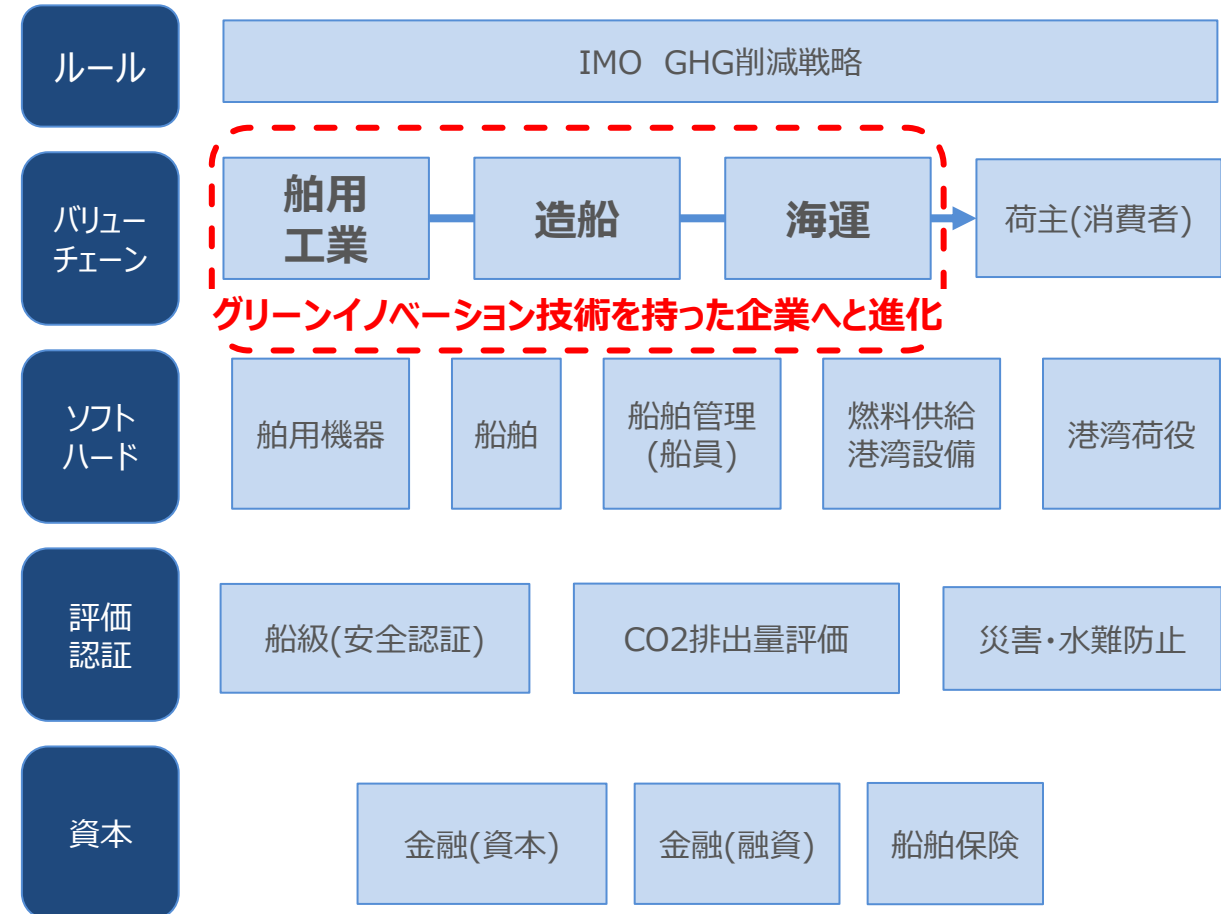 ルール
IMO　GHG削減戦略
バリュー
チェーン
舶用
工業
造船
海運
荷主(消費者)
グリーンイノベーション技術を持った企業へと進化
ソフト
ハード
舶用機器
船舶
船舶管理
(船員)
燃料供給
港湾設備
港湾荷役
評価
認証
船級(安全認証)
CO2排出量評価
災害・水難防止
資本
金融(資本)
金融(融資)
船舶保険